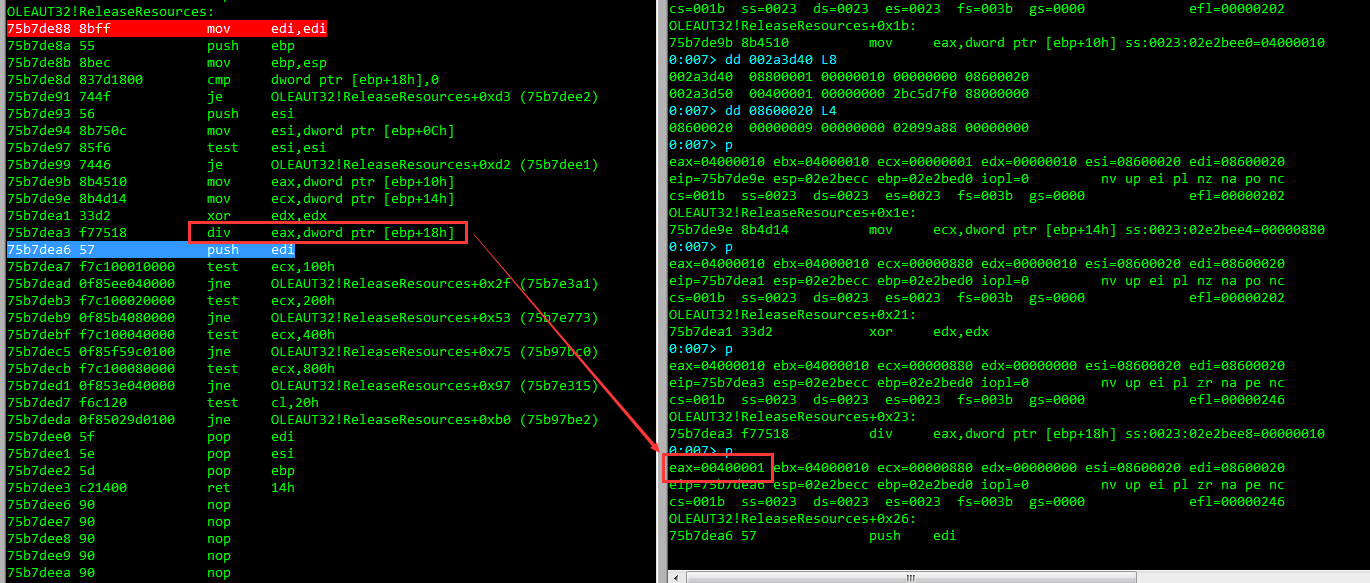 OLEAUT32!ReleaseResources:
75b7de88 8bff mov edi,edi
75b7de8a 55 push ebp
75b7de8b 8bec mov ebp,esp
75b7de8d 837d1800 cmp dword ptr [ebp+18h],0
75b7de91 744f je OLEAUT32!ReleaseResources+0xd3 (75b7dee2)
75b7de93 56 push esi
75b7de94 8b750c mov esi,dword ptr [ebp+0Ch]
75b7de97 85f6 test esi,esi
75b7de99 7446 je OLEAUT32!ReleaseResources+0xd2 (75b7dee1)
75b7de9b 8b4510 mov eax,dword ptr [ebp+10h]
75b7de9e 8b4d14 mov ecx,dword ptr [ebp+14h]
75b7dea1 33d2 xor edx,edx
75b7dea3 f77518 div eax,dword ptr [ebp+18h]
75b7dea6 57 push edi
75b7dea7 f7c100010000 test ecx,100h
75b7dead 0f85ee040000 jne OLEAUT32!ReleaseResources+0x2f (75b7e3a1)
75b7deb3 f7c100020000 test ecx,200h
75b7deb9 0f85b4080000 jne OLEAUT32!ReleaseResources+0x53 (75b7e773)
75b7debf f7c100040000 test ecx,400h
75b7dec5 0f85f59c0100 jne OLEAUT32!ReleaseResources+0x75 (75b97bc0)
75b7decb f7c100080000 test ecx,800h
75b7ded1 0f853e040000 jne OLEAUT32!ReleaseResources+0x97 (75b7e315)
75b7ded7 f6c120 test cl,20h
75b7deda 0f85029d0100 jne OLEAUT32!ReleaseResources+0xb0 (75b97be2)
75b7dee0 5f pop edi
75b7dee1 5e pop esi
75b7dee2 5d pop ebp
75b7dee3 c21400 ret 14h
75b7dee6 90 nop
75b7dee7 90 nop
75b7dee8 90 nop
75b7dee9 90 nop
75b7deea 90 nop
cs=001b ss=0023 ds=0023 es=0023 fs=003b gs=0000 efl=00000202
OLEAUT32!ReleaseResources+0x1b:
75b7de9b 8b4510 mov eax,dword ptr [ebp+10h] ss:0023:02e2bee0=04000010
0:007> dd 002a3d40 L8
002a3d40 08800001 00000010 00000000 08600020
002a3d50 00400001 00000000 2bc5d7f0 88000000
0:007> dd 08600020 L4
08600020 00000009 00000000 02099a88 00000000
0:007> p
eax=04000010 ebx=04000010 ecx=00000001 edx=00000010 esi=08600020 edi=08600020
eip=75b7de9e esp=02e2becc ebp=02e2bed0 iopl=0 nv up ei pl nz na po nc
cs=001b ss=0023 ds=0023 es=0023 fs=003b gs=0000 efl=00000202
OLEAUT32!ReleaseResources+0x1e:
75b7de9e 8b4d14 mov ecx,dword ptr [ebp+14h] ss:0023:02e2bee4=00000880
0:007> p
eax=04000010 ebx=04000010 ecx=00000880 edx=00000010 esi=08600020 edi=08600020
eip=75b7dea1 esp=02e2becc ebp=02e2bed0 iopl=0 nv up ei pl nz na po nc
cs=001b ss=0023 ds=0023 es=0023 fs=003b gs=0000 efl=00000202
OLEAUT32!ReleaseResources+0x21:
75b7dea1 33d2 xor edx,edx
0:007> p
eax=04000010 ebx=04000010 ecx=00000880 edx=00000000 esi=08600020 edi=08600020
eip=75b7dea3 esp=02e2becc ebp=02e2bed0 iopl=0 nv up ei pl zr na pe nc
cs=001b ss=0023 ds=0023 es=0023 fs=003b gs=0000 efl=00000246
OLEAUT32!ReleaseResources+0x23:
75b7dea3 f77518 div eax,dword ptr [ebp+18h] ss:0023:02e2bee8=00000010
0:007> p
eax=00400001 ebx=04000010 ecx=00000880 edx=00000000 esi=08600020 edi=08600020
eip=75b7dea6 esp=02e2becc ebp=02e2bed0 iopl=0 nv up ei pl zr na pe nc
cs=001b ss=0023 ds=0023 es=0023 fs=003b gs=0000 efl=00000246
OLEAUT32!ReleaseResources+0x26:
75b7dea6 57 push edi